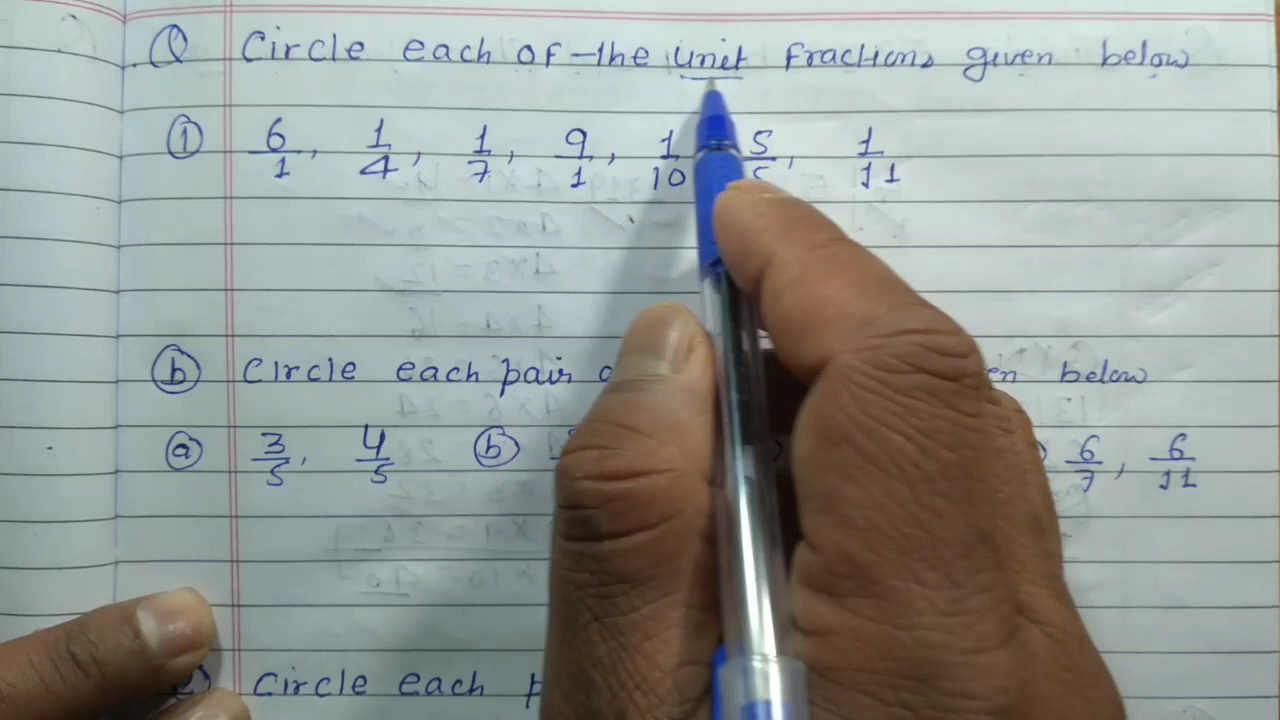 Q Circle each of the unit fractions given below
① 6/1, 1/4, 1/7, 9/1, 1/10 5/5, 1/11
ⓑ Circle each pair below
ⓐ 3/5, 4/5 ⓑ 6/7, 6/11
Circle each